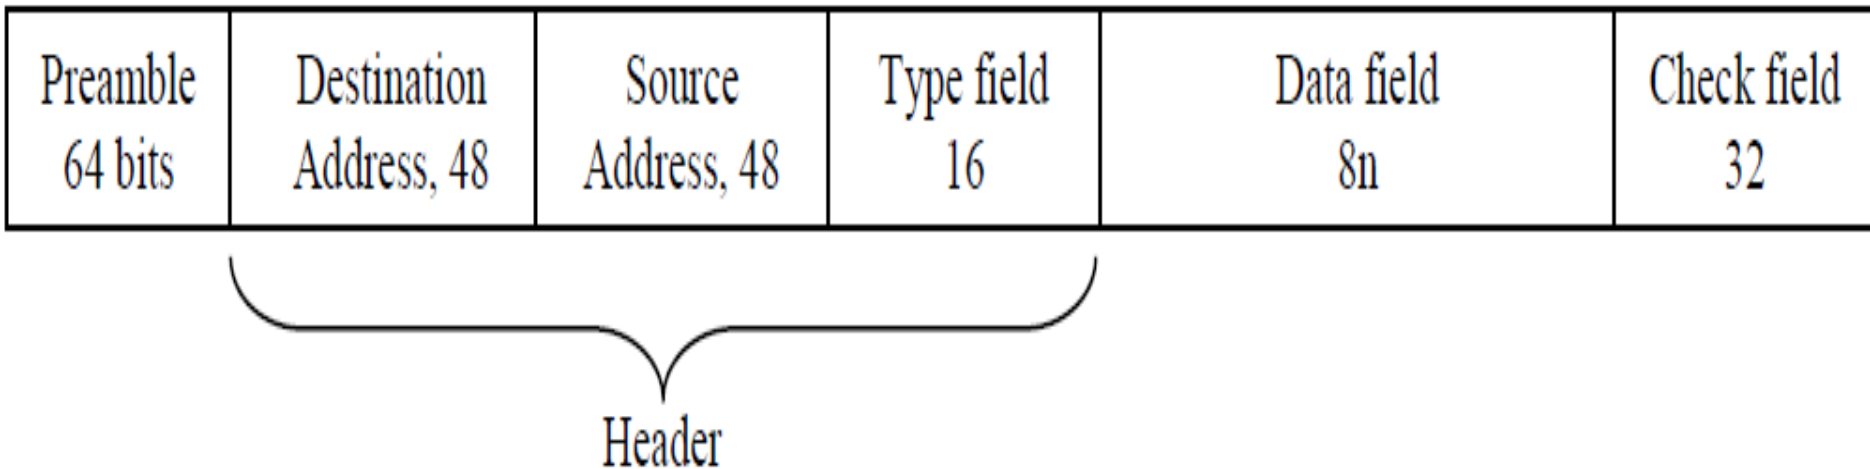 Preamble
64 bits
Destination
Address, 48
Source
Address, 48
Type field
16
Data field
8n
Check field
32
Header